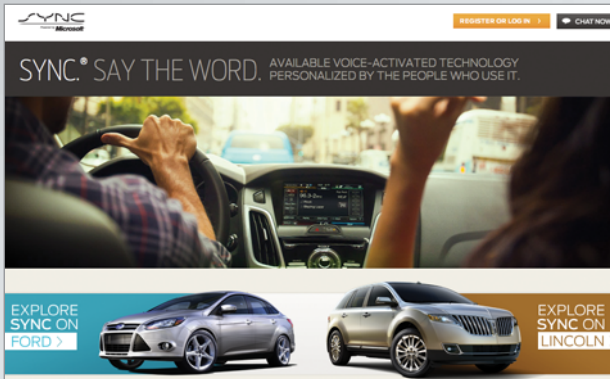 SYNC
Powered by Microsoft
REGISTER OR LOG IN >
CHAT NOW
SYNC.® SAY THE WORD.
AVAILABLE VOICE-ACTIVATED TECHNOLOGY
PERSONALIZED BY THE PEOPLE WHO USE IT.
EXPLORE
SYNC ON
FORD >
EXPLORE
SYNC ON
LINCOLN